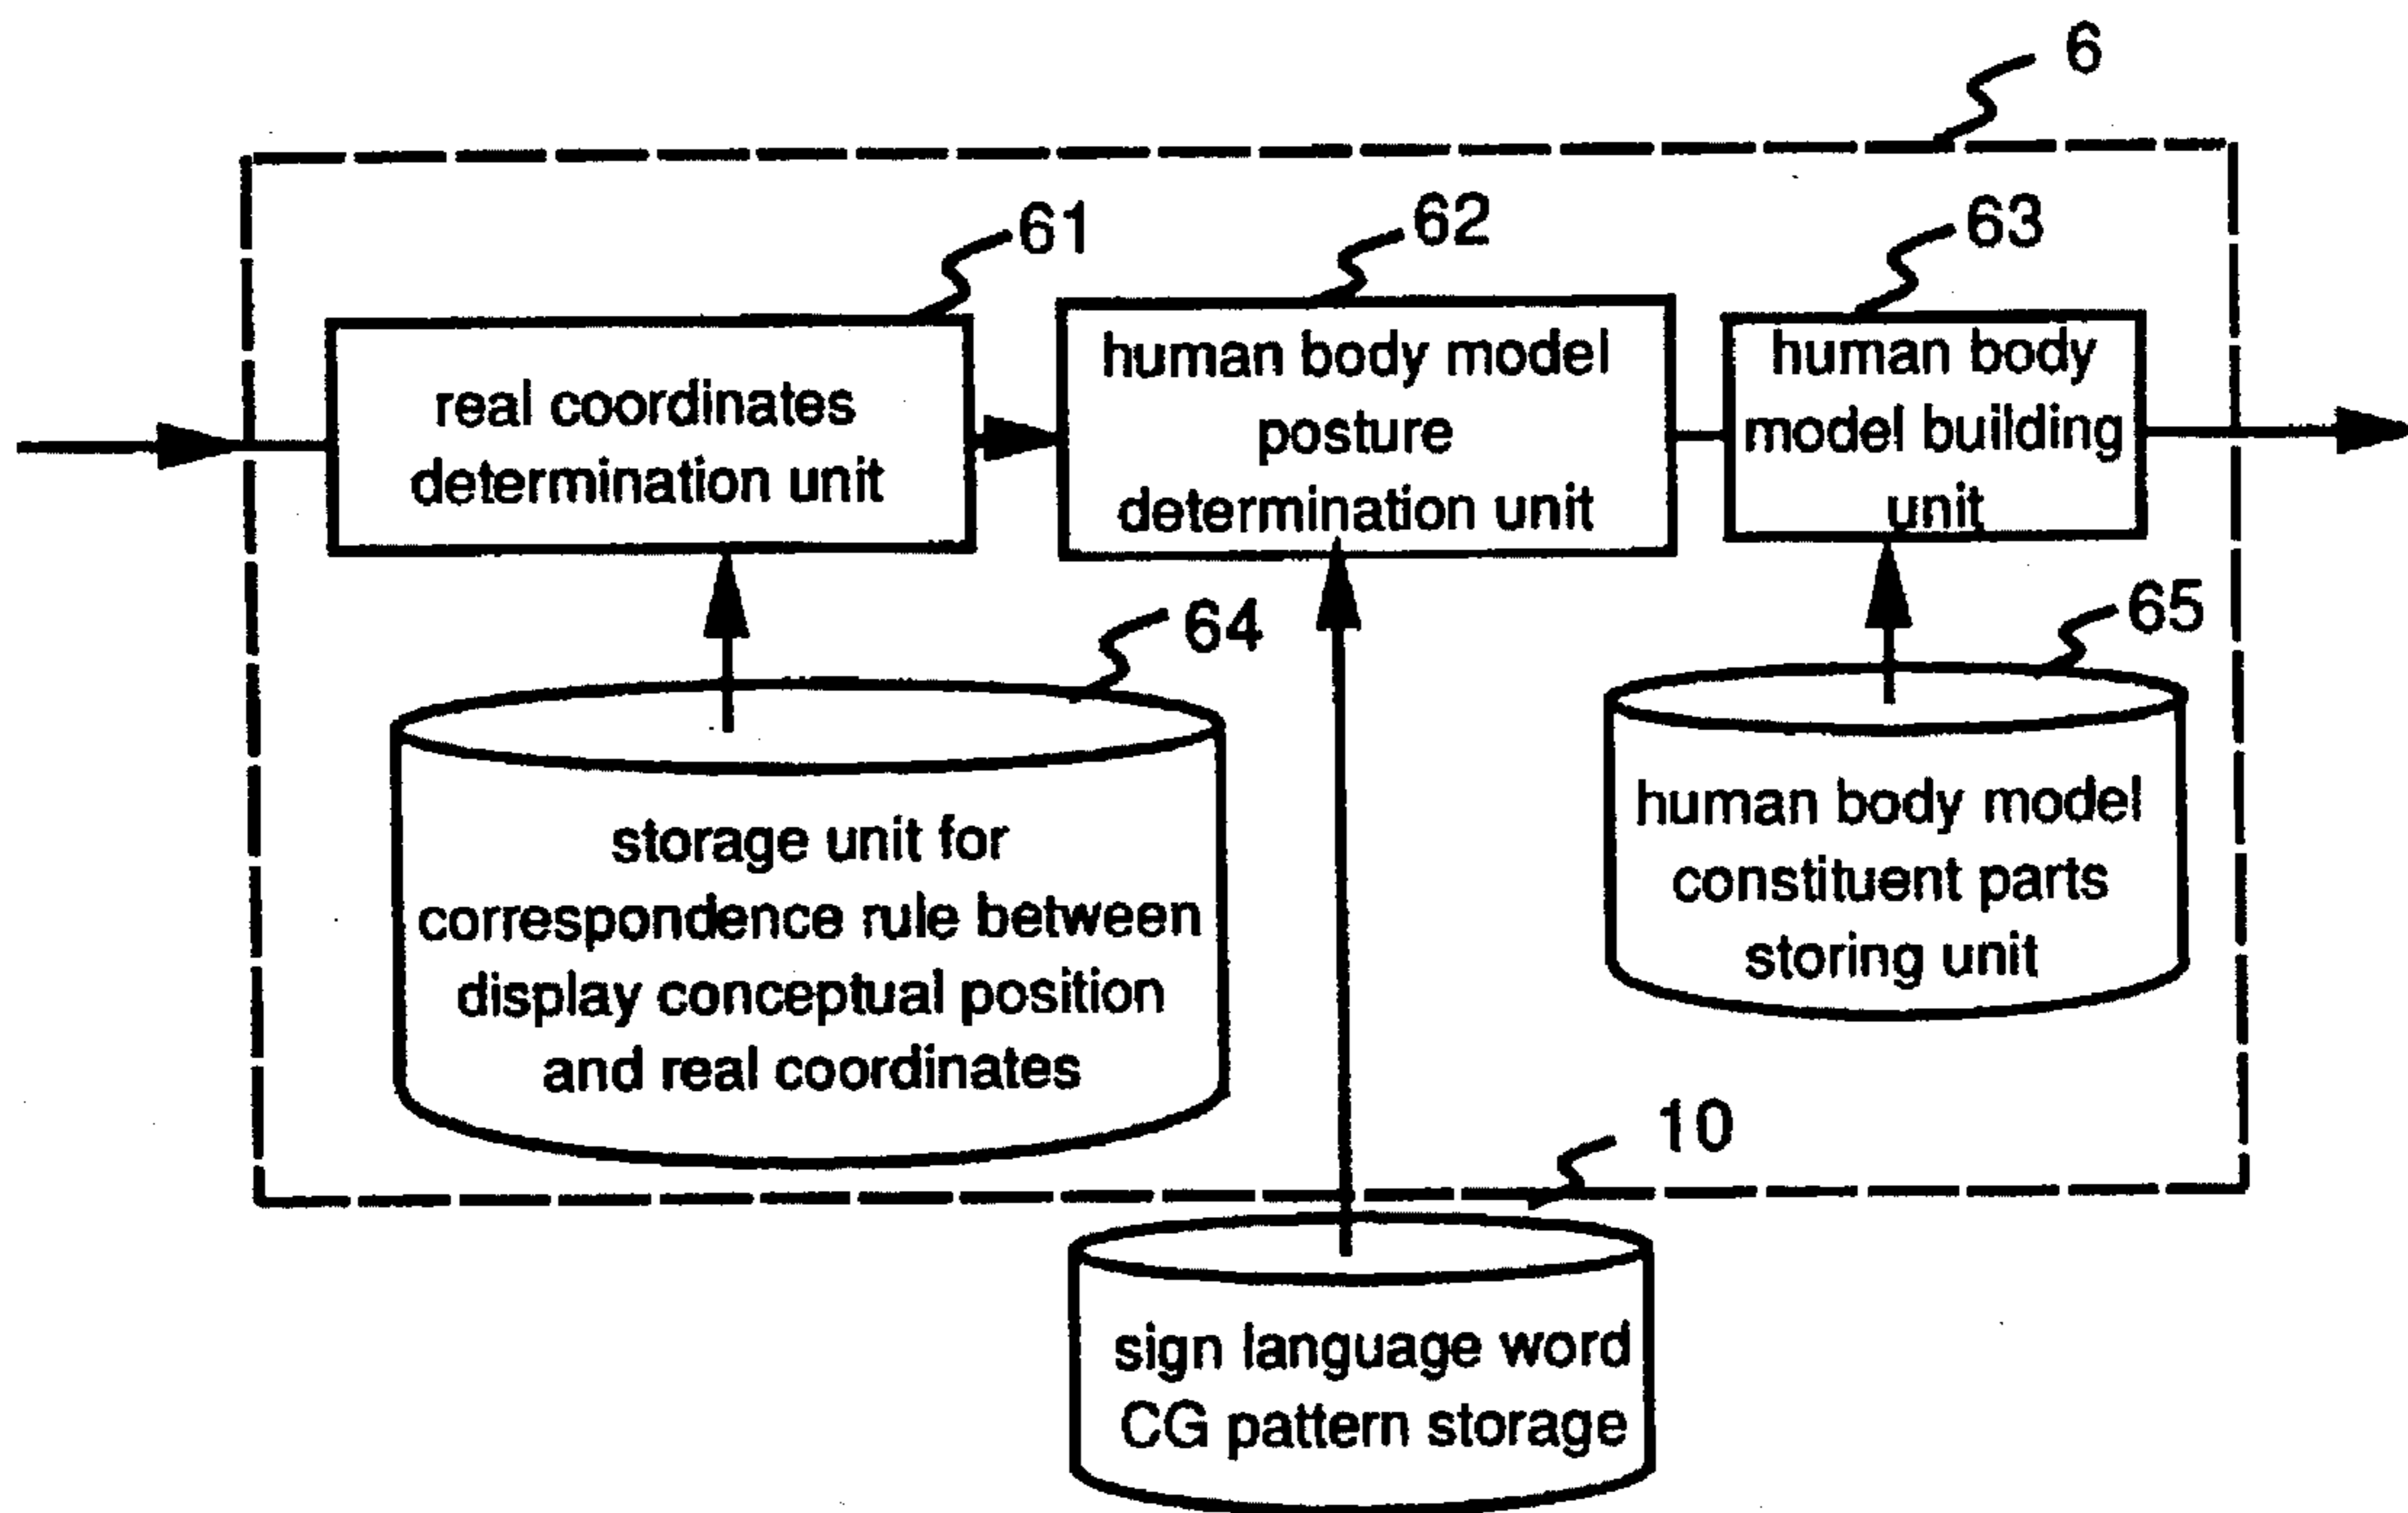 6
61
62
63
real coordinates
determination unit
human body model
posture
determination unit
human body
model building
unit
64
65
storage unit for
correspondence rule between
display conceptual position
and real coordinates
human body model
constituent parts
storing unit
10
sign language word
CG pattern storage